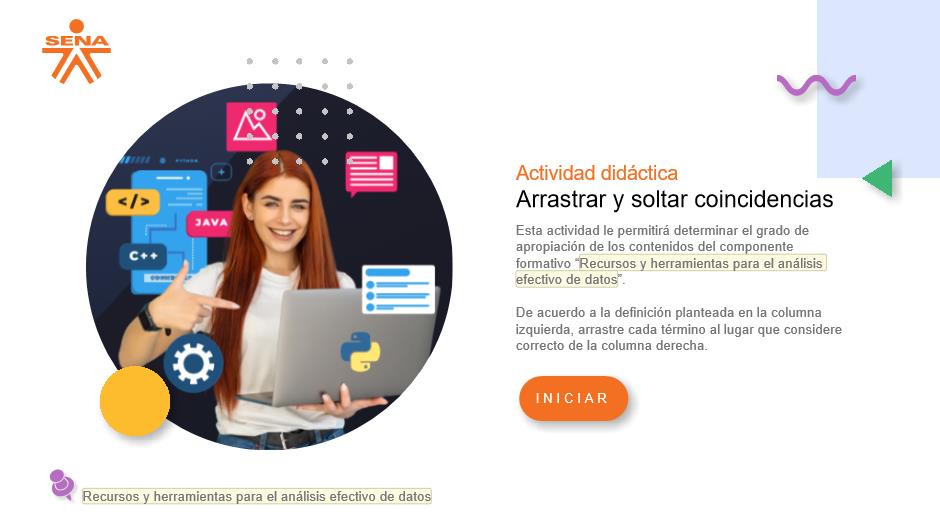 SENA
PYTHON
</>
JAVA
C++
Actividad didáctica
Arrastrar y soltar coincidencias
Esta actividad le permitirá determinar el grado de
apropiación de los contenidos del componente
formativo “Recursos y herramientas para el análisis
efectivo de datos”.
De acuerdo a la definición planteada en la columna
izquierda, arrastre cada término al lugar que considere
correcto de la columna derecha.
INICIAR
Recursos y herramientas para el análisis efectivo de datos